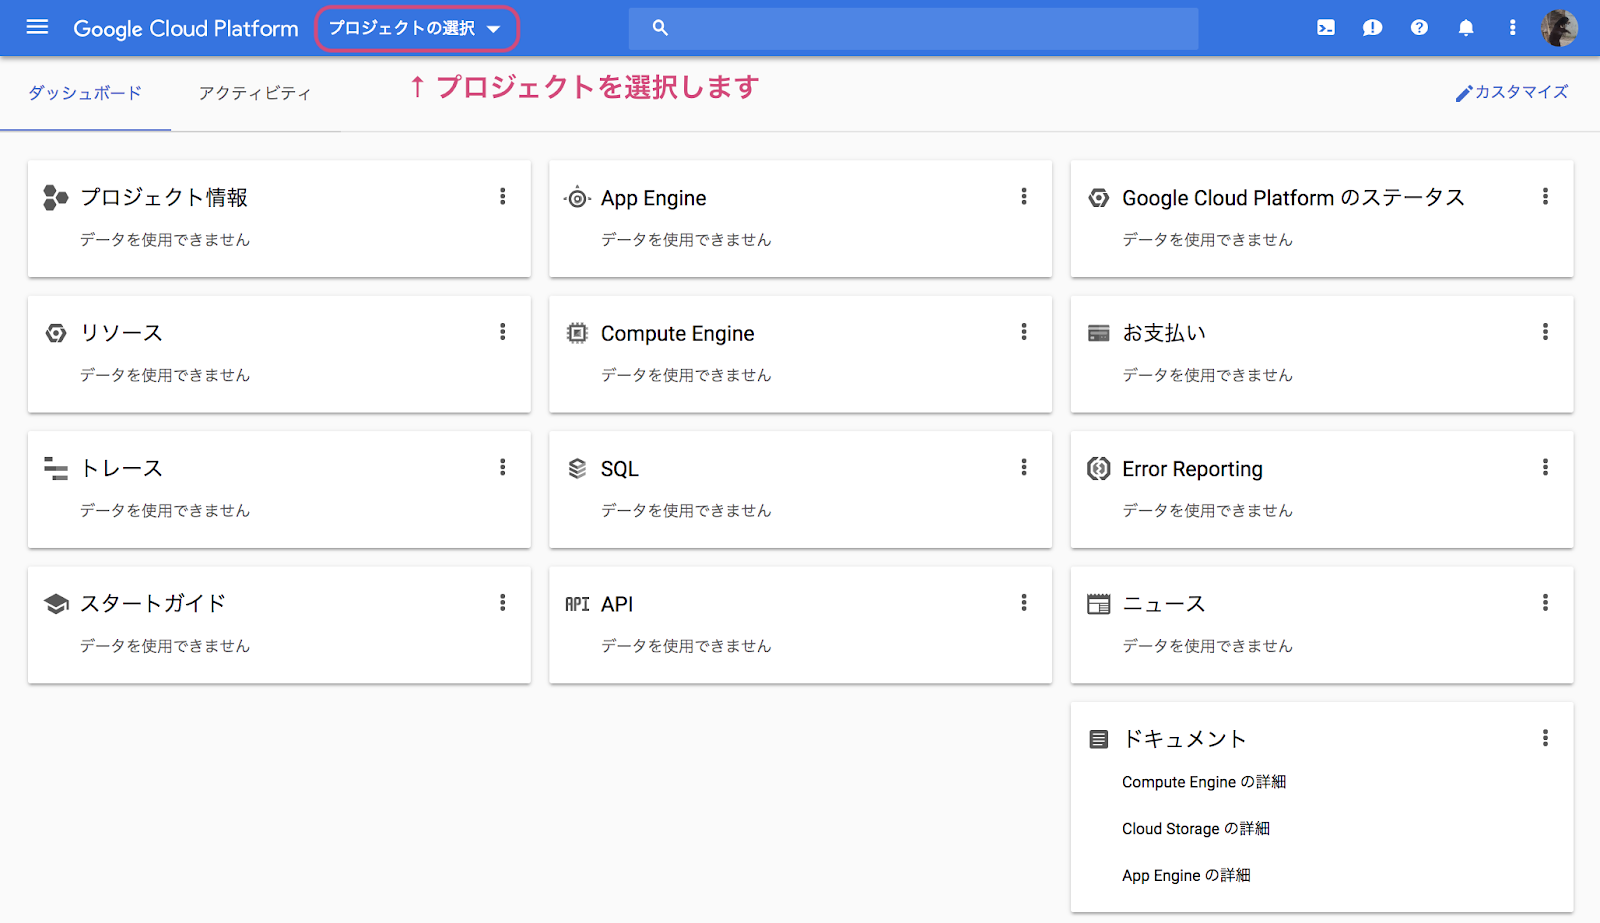 Google Cloud Platform プロジェクトの選択
↑ プロジェクトを選択します
ダッシュボード アクティビティ カスタマイズ
プロジェクト情報
データを使用できません
App Engine
データを使用できません
Google Cloud Platform のステータス
データを使用できません
リソース
データを使用できません
Compute Engine
データを使用できません
お支払い
データを使用できません
トレース
データを使用できません
SQL
データを使用できません
Error Reporting
データを使用できません
スタートガイド
データを使用できません
API API
データを使用できません
ニュース
データを使用できません
ドキュメント
Compute Engine の詳細
Cloud Storage の詳細
App Engine の詳細